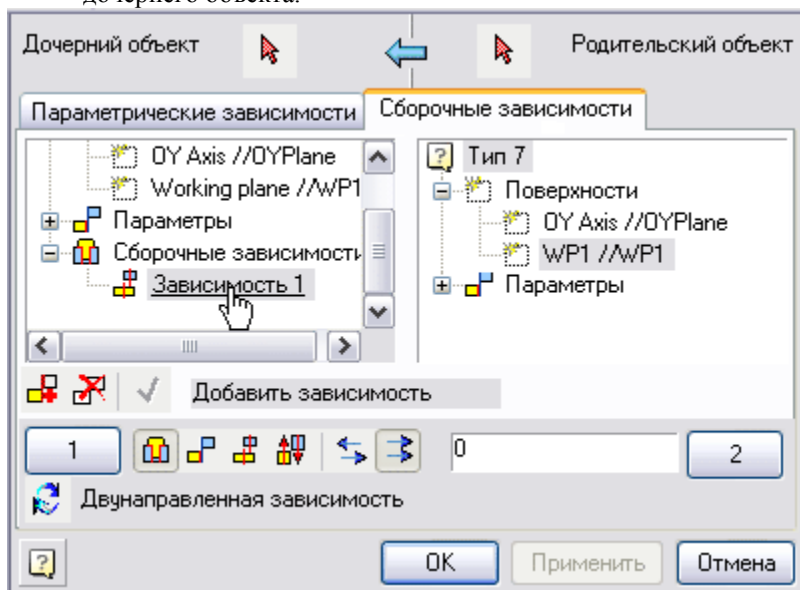 дочернего объекта.
Дочерний объект
Родительский объект
Параметрические зависимости
Сборочные зависимости
OY Axis //OYPlane
Working plane //WP1
Параметры
Сборочные зависимости
Зависимость 1
Тип 7
Поверхности
OY Axis //OYPlane
WP1 //WP1
Параметры
Добавить зависимость
1
0
2
Двунаправленная зависимость
OK
Применить
Отмена